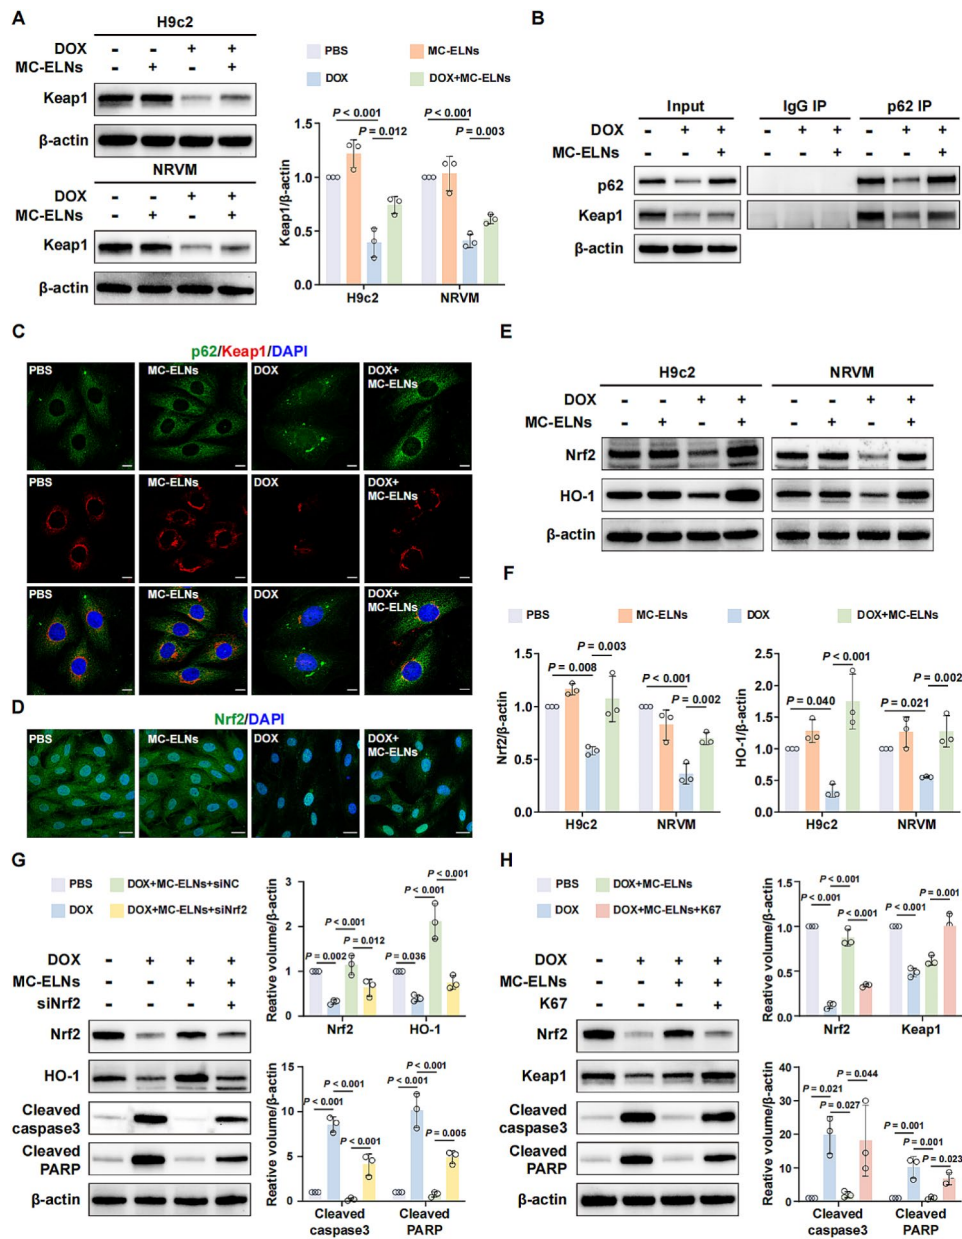 A
H9c2
DOX - - + +
MC-ELNs - + - +
Keap1
β-actin
NRVM
DOX - - + +
MC-ELNs - + - +
Keap1
β-actin
PBS
MC-ELNs
DOX
DOX+MC-ELNs
Keap1/β-actin
1.5
1.0
0.5
0.0
P < 0.001
P = 0.012
P < 0.001
P = 0.003
H9c2
NRVM
B
Input
IgG IP
p62 IP
DOX - + + - + + - + +
MC-ELNs - - + - - + - - +
p62
Keap1
β-actin
C
p62/Keap1/DAPI
PBS
MC-ELNs
DOX
DOX+
MC-ELNs
PBS
MC-ELNs
DOX
DOX+
MC-ELNs
PBS
MC-ELNs
DOX
DOX+
MC-ELNs
D
Nrf2/DAPI
PBS
MC-ELNs
DOX
DOX+
MC-ELNs
E
H9c2
NRVM
DOX - - + + - - + +
MC-ELNs - + - + - + - +
Nrf2
HO-1
β-actin
F
PBS
MC-ELNs
DOX
DOX+MC-ELNs
Nrf2/β-actin
1.5
1.0
0.5
0.0
P = 0.008
P = 0.003
P < 0.001
P = 0.002
H9c2
NRVM
HO-1/β-actin
2.5
2.0
1.5
1.0
0.5
0.0
P = 0.040
P < 0.001
P = 0.021
P = 0.002
H9c2
NRVM
G
PBS
DOX+MC-ELNs+siNC
DOX
DOX+MC-ELNs+siNrf2
DOX - + + +
MC-ELNs - - + +
siNrf2 - - - +
Nrf2
HO-1
Cleaved
caspase3
Cleaved
PARP
β-actin
Relative volume/β-actin
3
2
1
0
P = 0.002
P < 0.001
P = 0.012
P = 0.036
P < 0.001
P < 0.001
Nrf2
HO-1
Relative volume/β-actin
15
10
5
0
P < 0.001
P < 0.001
P < 0.001
P < 0.001
P < 0.001
P = 0.005
Cleaved
caspase3
Cleaved
PARP
H
PBS
DOX+MC-ELNs
DOX
DOX+MC-ELNs+K67
DOX - + + +
MC-ELNs - - + +
K67 - - - +
Nrf2
Keap1
Cleaved
caspase3
Cleaved
PARP
β-actin
Relative volume/β-actin
1.5
1.0
0.5
0.0
P < 0.001
P < 0.001
P < 0.001
P < 0.001
P = 0.001
Nrf2
Keap1
Relative volume/β-actin
40
30
20
10
0
P = 0.021
P = 0.027
P = 0.044
P = 0.001
P = 0.001
P = 0.023
Cleaved
caspase3
Cleaved
PARP